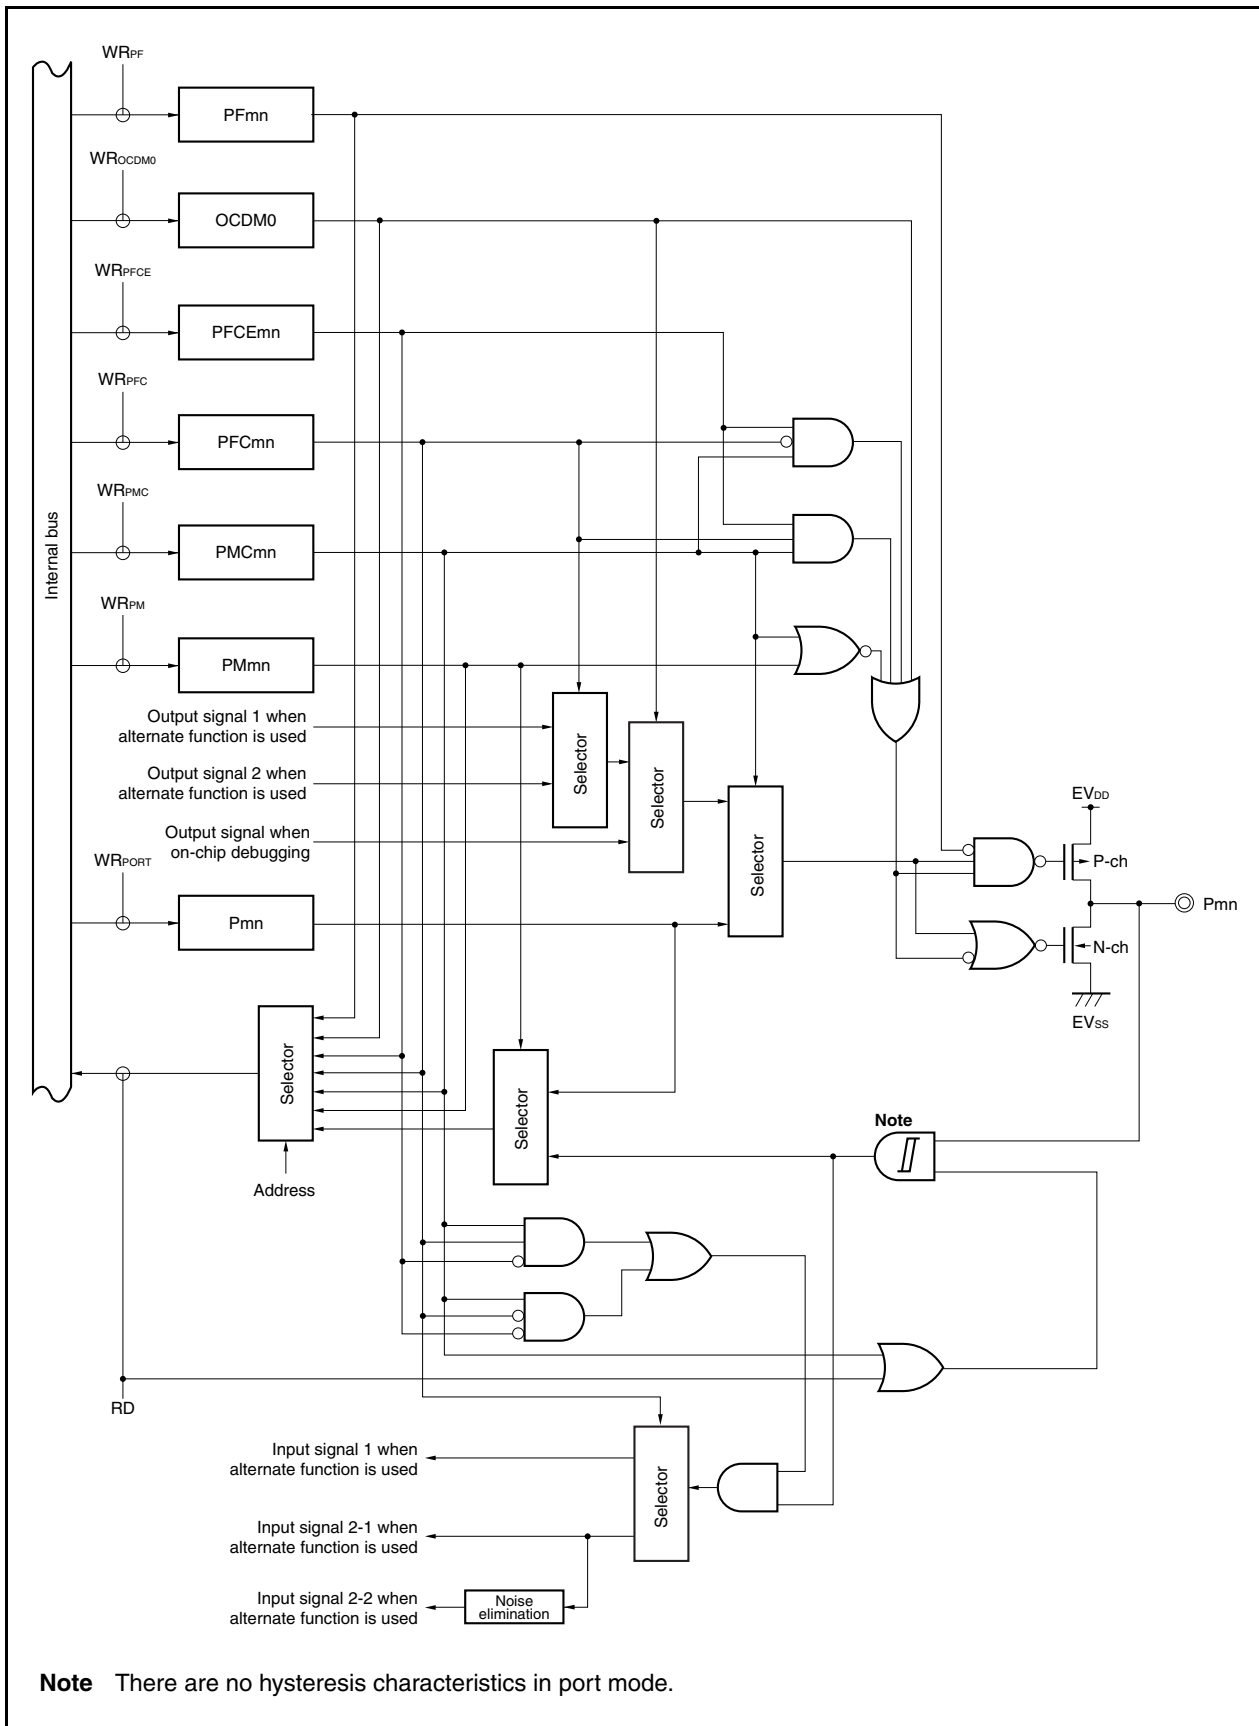 WRPF
PFmn
WROCDM0
OCDM0
WRPFCE
PFCEmn
WRPFC
PFCmn
WRPMC
PMCmn
Internal bus
WRPM
PMmn
Output signal 1 when
alternate function is used
Output signal 2 when
alternate function is used
Output signal when
on-chip debugging
Selector
Selector
Selector
WRPORT
Pmn
EVDD
P-ch
Pmn
N-ch
EVSS
Selector
Selector
Address
Note
RD
Input signal 1 when
alternate function is used
Input signal 2-1 when
alternate function is used
Input signal 2-2 when
alternate function is used
Noise
elimination
Selector
Note There are no hysteresis characteristics in port mode.